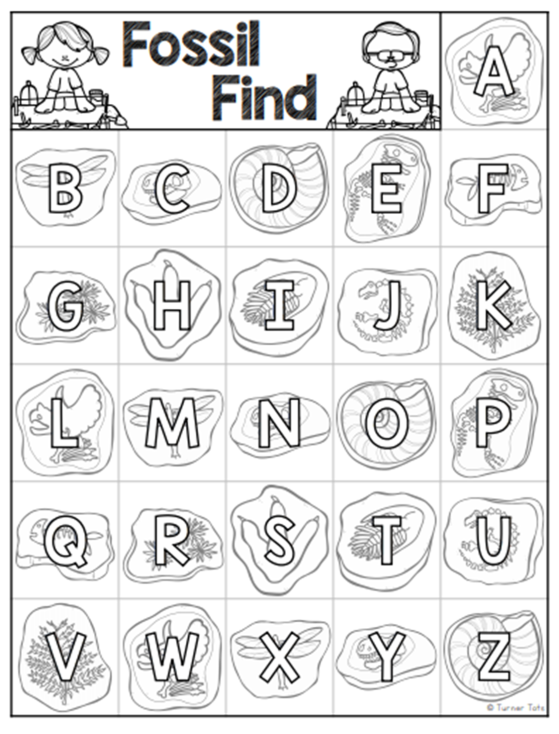 Fossil
Find
A
B C D E F
G H I J K
L M N O P
Q R S T U
V W X Y Z
© Turner Tots